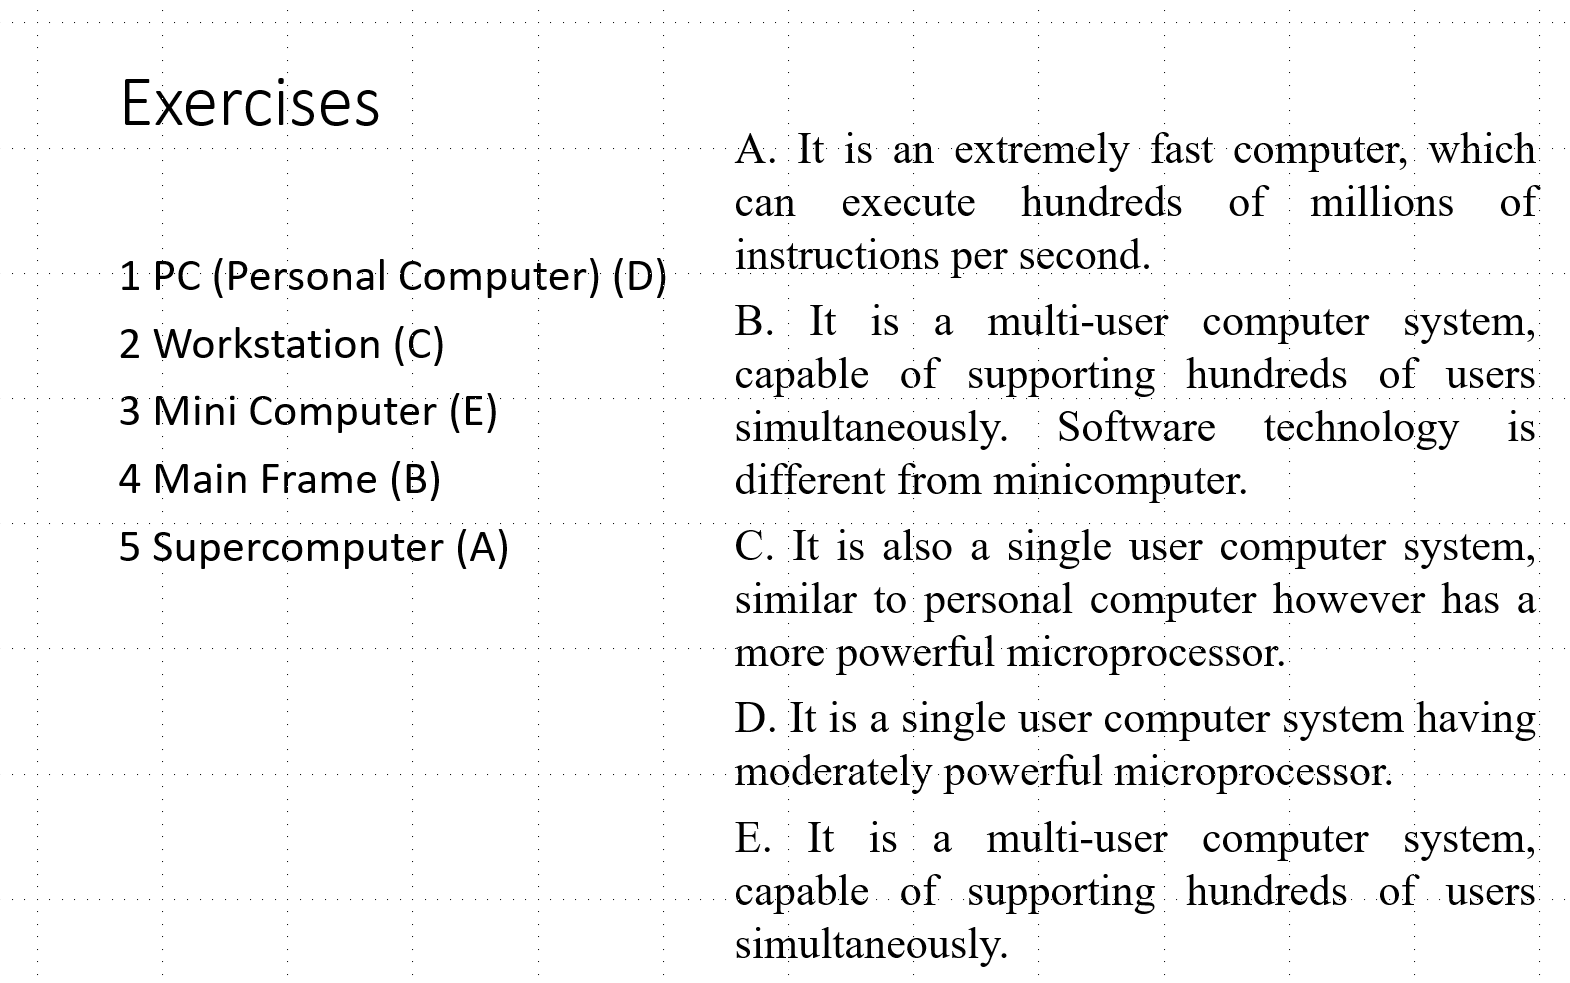 Exercises
1 PC (Personal Computer) (D)
2 Workstation (C)
3 Mini Computer (E)
4 Main Frame (B)
5 Supercomputer (A)
A. It is an extremely fast computer, which
can execute hundreds of millions of
instructions per second.
B. It is a multi-user computer system,
capable of supporting hundreds of users
simultaneously. Software technology is
different from minicomputer.
C. It is also a single user computer system,
similar to personal computer however has a
more powerful microprocessor.
D. It is a single user computer system having
moderately powerful microprocessor.
E. It is a multi-user computer system,
capable of supporting hundreds of users
simultaneously.